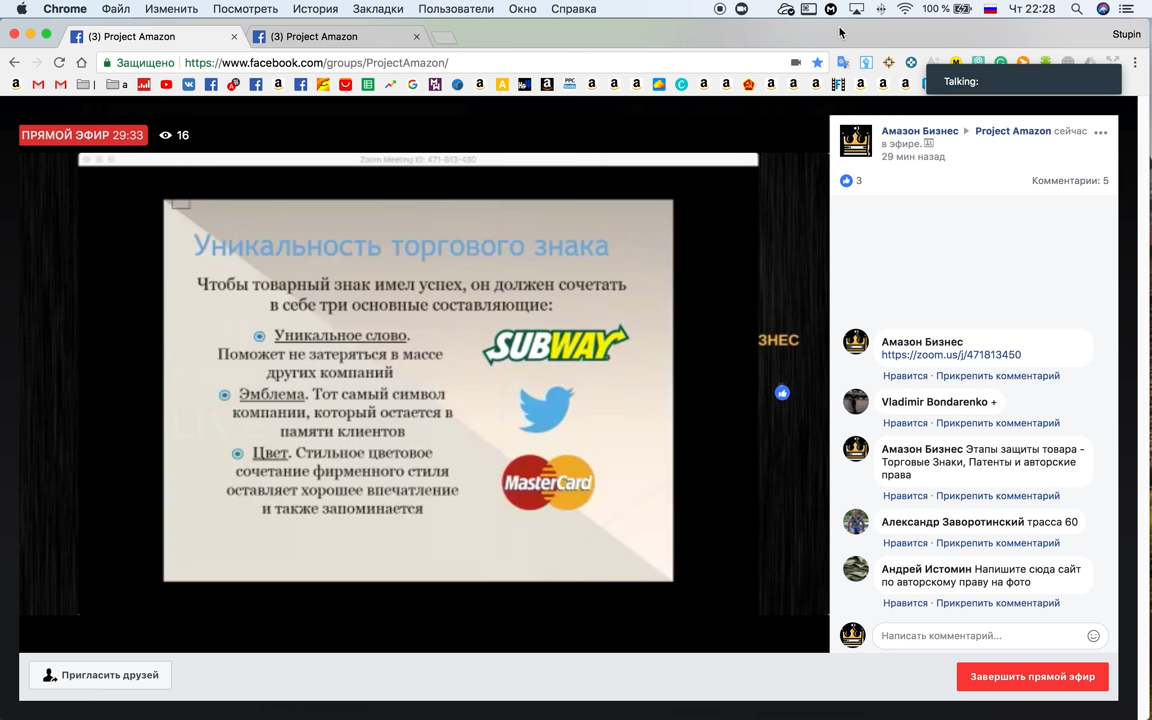 Chrome Файл Изменить Посмотреть История Закладки Пользователи Окно Справка 100 % Чт 22:28
(3) Project Amazon (3) Project Amazon Stupin
Защищено https://www.facebook.com/groups/ProjectAmazon/
Talking:
ПРЯМОЙ ЭФИР 29:33 16
Zoom Meeting ID: 471-813-450
Уникальность торгового знака
Чтобы товарный знак имел успех, он должен сочетать
в себе три основные составляющие:
Уникальное слово.
Поможет не затеряться в массе
других компаний
Эмблема. Тот самый символ
компании, который остается в
памяти клиентов
Цвет. Стильное цветовое
сочетание фирменного стиля
оставляет хорошее впечатление
и также запоминается
SUBWAY
MasterCard
ЗНЕС
Амазон Бизнес Project Amazon сейчас
в эфире.
29 мин назад
3 Комментарии: 5
Амазон Бизнес
https://zoom.us/j/471813450
Нравится · Прикрепить комментарий
Vladimir Bondarenko +
Нравится · Прикрепить комментарий
Амазон Бизнес Этапы защиты товара -
Торговые Знаки, Патенты и авторские
права
Нравится · Прикрепить комментарий
Александр Заворотинский трасса 60
Нравится · Прикрепить комментарий
Андрей Истомин Напишите сюда сайт
по авторскому праву на фото
Нравится · Прикрепить комментарий
Написать комментарий...
Пригласить друзей
Завершить прямой эфир